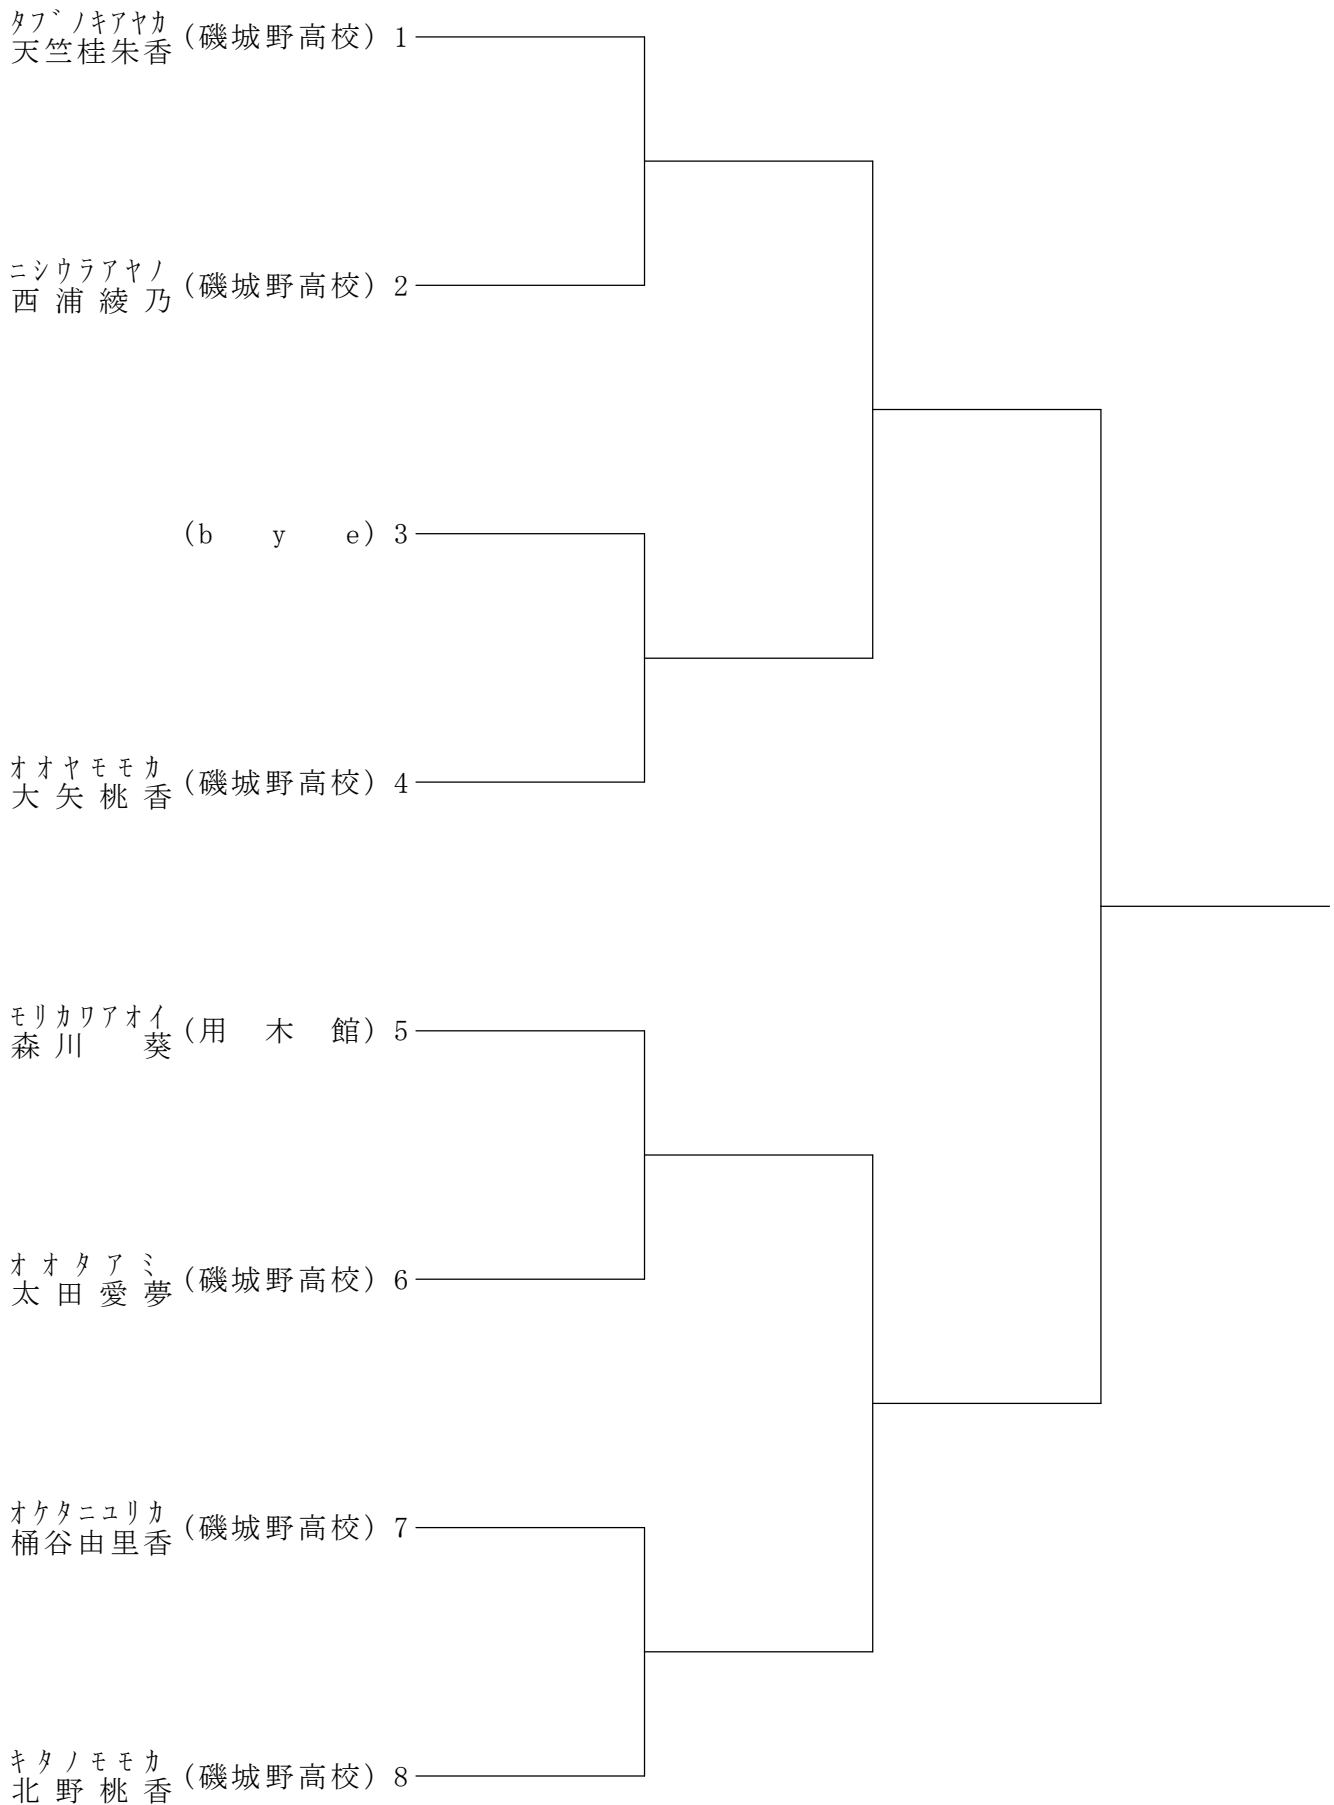 タブノキアヤカ
天竺桂朱香 (磯城野高校) 1
ニシウラアヤノ
西浦綾乃 (磯城野高校) 2
(bye) 3
オオヤモモカ
大矢桃香 (磯城野高校) 4
モリカワアオイ
森川葵 (用木館) 5
オオタアミ
太田愛夢 (磯城野高校) 6
オケタニユリカ
桶谷由里香 (磯城野高校) 7
キタノモモカ
北野桃香 (磯城野高校) 8